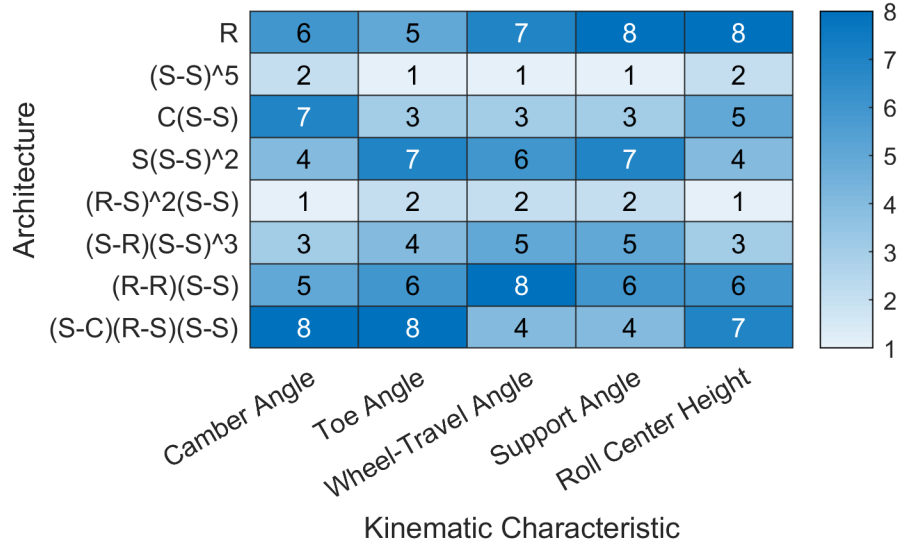 Architecture
R 6 5 7 8 8
(S-S)^5 2 1 1 1 2
C(S-S) 7 3 3 3 5
S(S-S)^2 4 7 6 7 4
(R-S)^2(S-S) 1 2 2 2 1
(S-R)(S-S)^3 3 4 5 5 3
(R-R)(S-S) 5 6 8 6 6
(S-C)(R-S)(S-S) 8 8 4 4 7
Camber Angle
Toe Angle
Wheel-Travel Angle
Support Angle
Roll Center Height
Kinematic Characteristic
8
7
6
5
4
3
2
1